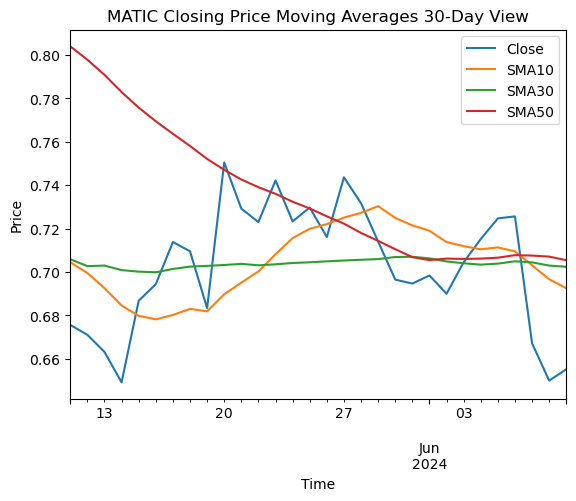 MATIC Closing Price Moving Averages 30-Day View
Close
SMA10
SMA30
SMA50
Price
0.80
0.78
0.76
0.74
0.72
0.70
0.68
0.66
13
20
27
03
Jun
2024
Time